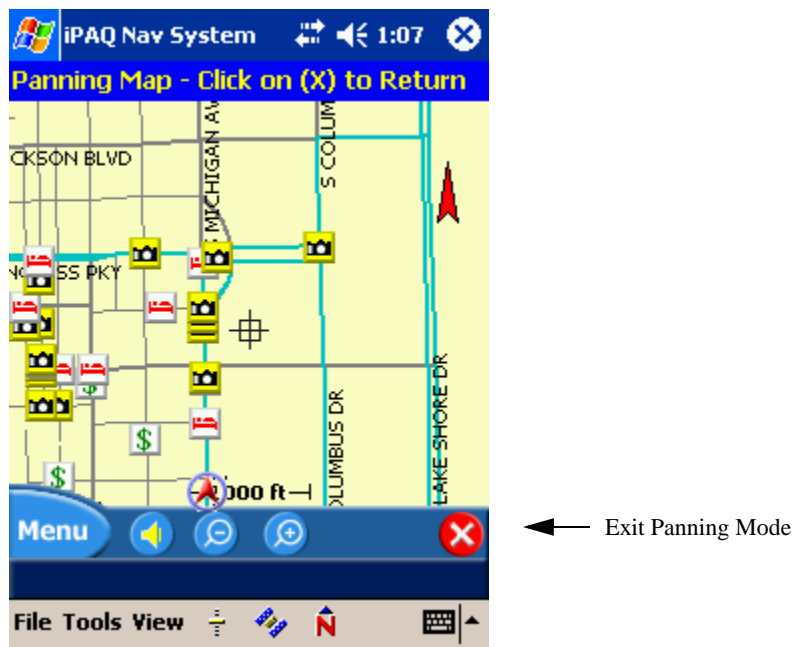 iPAQ Nav System 1:07
Panning Map - Click on (X) to Return
CKSON BLVD
MICHIGAN AV
S COLUM
SS PKY
LUMBUS DR
LAKE SHORE DR
000 ft
Menu
Exit Panning Mode
File Tools View
N